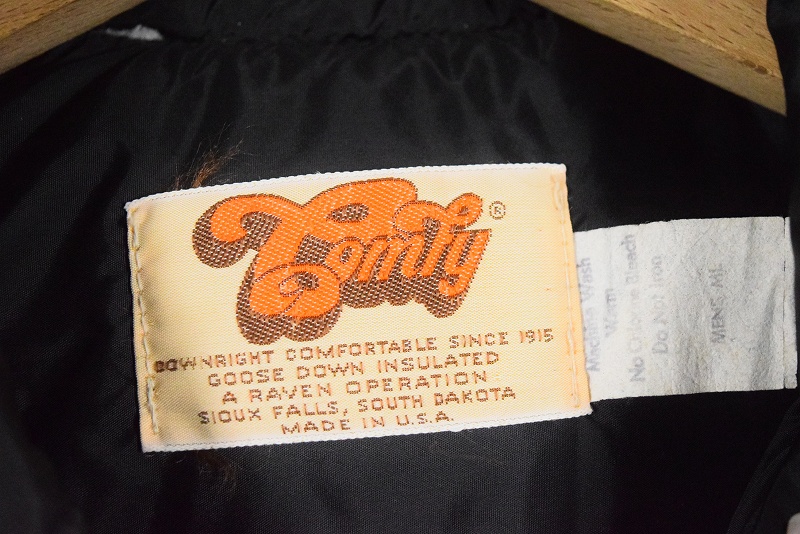 Comfy ®
DOWNRIGHT COMFORTABLE SINCE 1915
GOOSE DOWN INSULATED
A RAVEN OPERATION
SIOUX FALLS, SOUTH DAKOTA
MADE IN U.S.A.
Machine Wash
Warm
No Chlorine Bleach
Do Not Iron
MENS ML